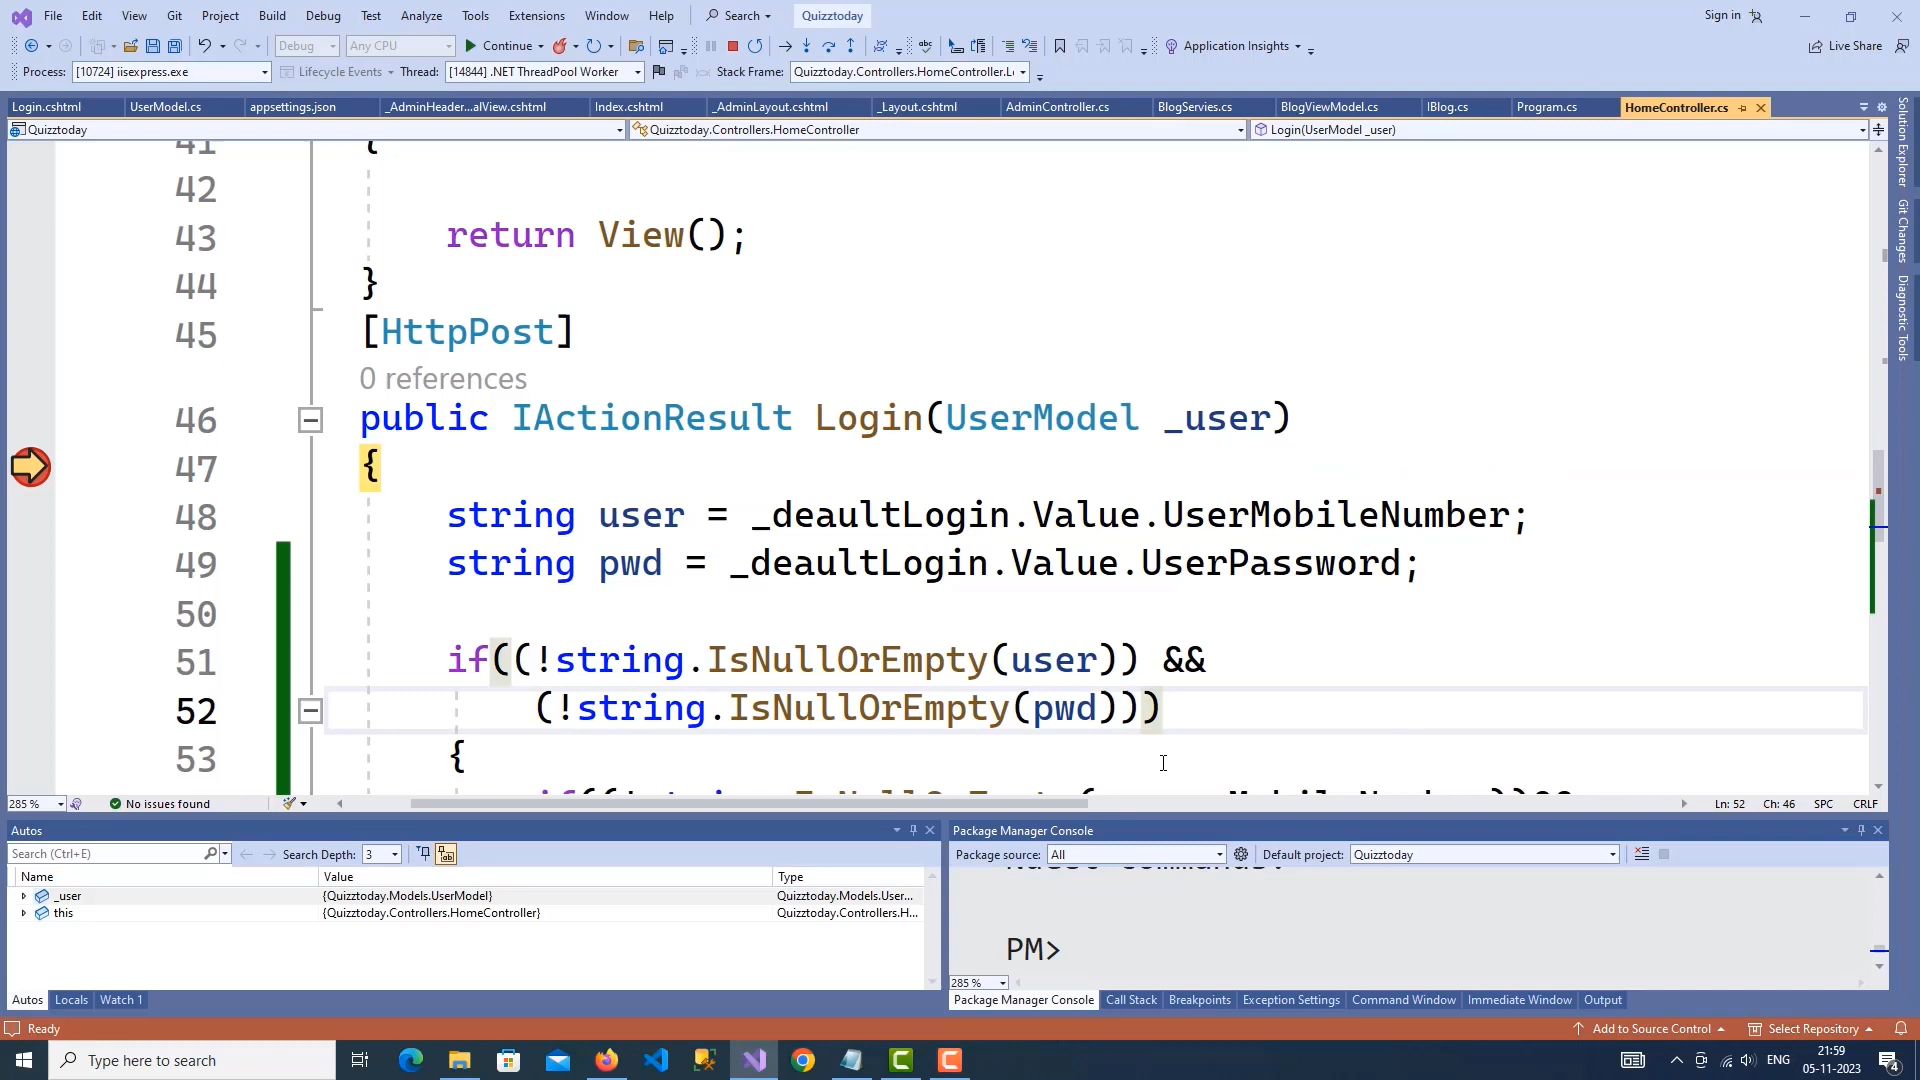 File Edit View Git Project Build Debug Test Analyze Tools Extensions Window Help Search Quizztoday Sign in
Debug Any CPU Continue Application Insights Live Share
Process: [10724] iisexpress.exe Lifecycle Events Thread: [14844] .NET ThreadPool Worker Stack Frame: Quizztoday.Controllers.HomeController.L
Login.cshtml UserModel.cs appsettings.json _AdminHeader...alView.cshtml Index.cshtml _AdminLayout.cshtml _Layout.cshtml AdminController.cs BlogServies.cs BlogViewModel.cs IBlog.cs Program.cs HomeController.cs
Quizztoday Quizztoday.Controllers.HomeController Login(UserModel _user)
Solution Explorer
Git Changes
Diagnostic Tools
41 {
42
43 return View();
44 }
45 [HttpPost]
0 references
46 public IActionResult Login(UserModel _user)
47 {
48 string user = _deaultLogin.Value.UserMobileNumber;
49 string pwd = _deaultLogin.Value.UserPassword;
50
51 if((!string.IsNullOrEmpty(user)) &&
52 (!string.IsNullOrEmpty(pwd)))
53 {
285 % No issues found Ln: 52 Ch: 46 SPC CRLF
Autos
Search (Ctrl+E) Search Depth: 3
Name Value Type
_user {Quizztoday.Models.UserModel} Quizztoday.Models.User...
this {Quizztoday.Controllers.HomeController} Quizztoday.Controllers.H...
Autos Locals Watch 1
Package Manager Console
Package source: All Default project: Quizztoday
PM>
285 %
Package Manager Console Call Stack Breakpoints Exception Settings Command Window Immediate Window Output
Ready Add to Source Control Select Repository
Type here to search ENG 21:59
05-11-2023 4